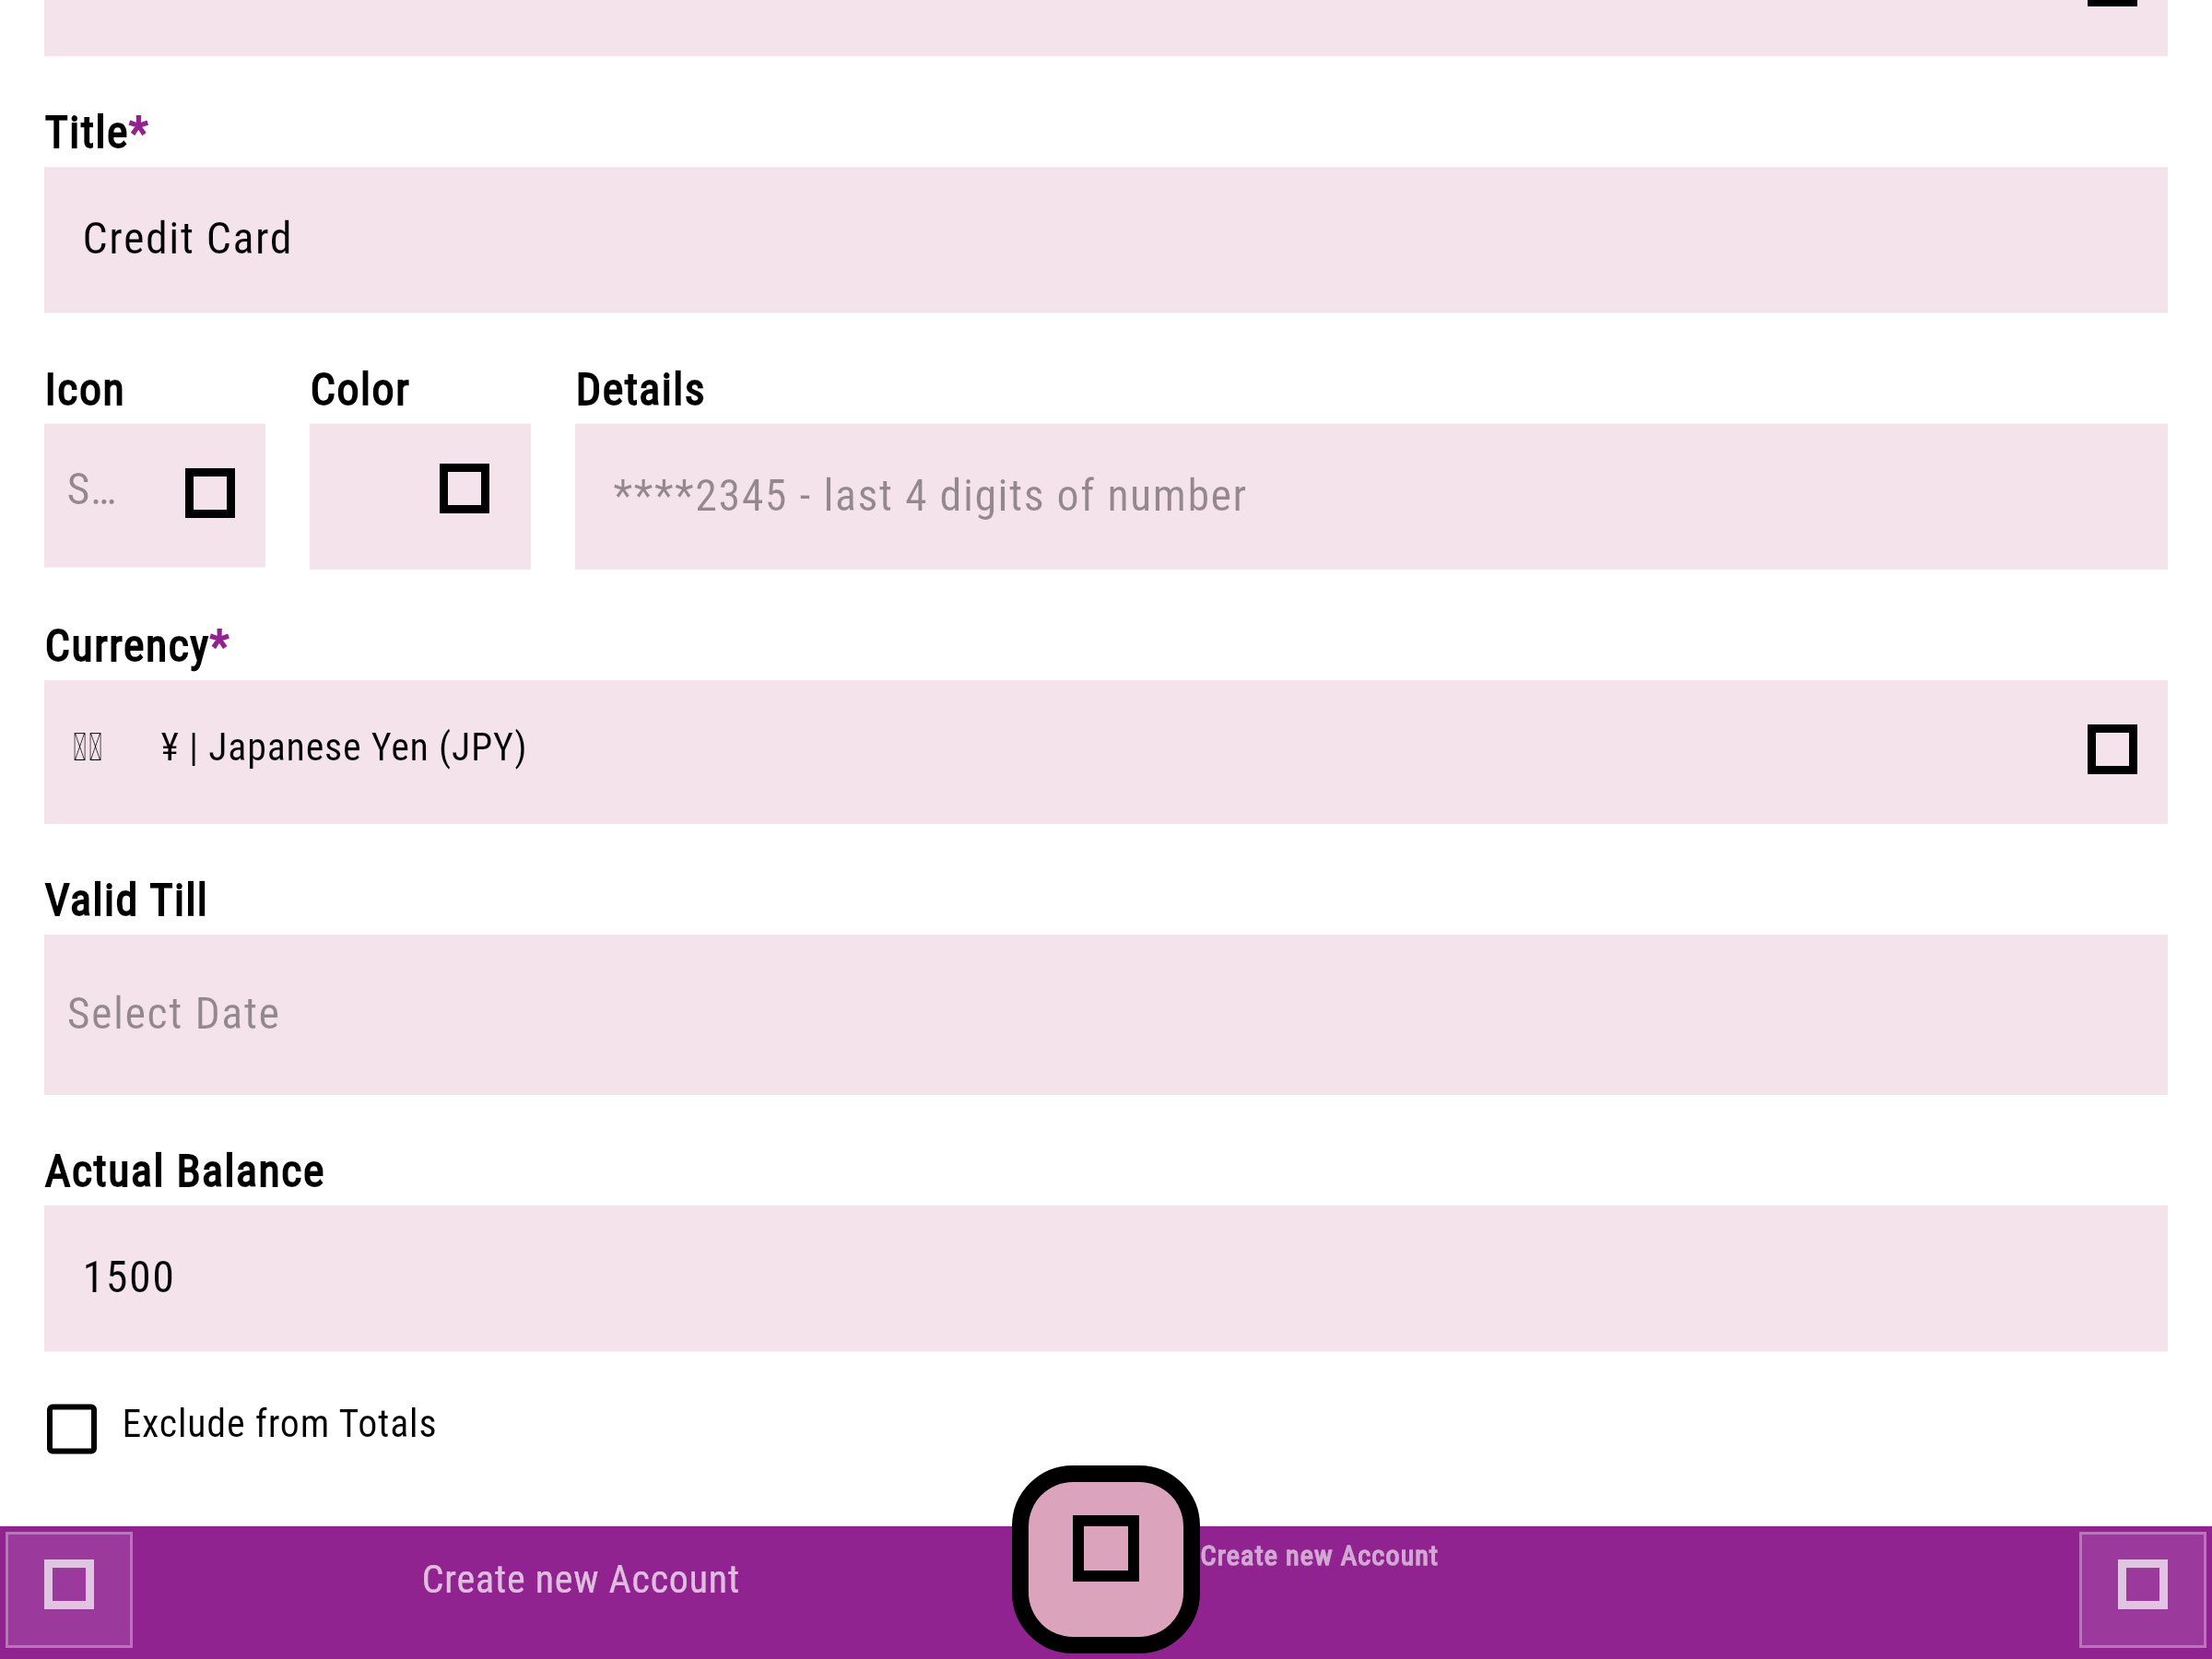 Title*
Credit Card
Icon Color Details
S… ****2345 - last 4 digits of number
Currency*
¥ | Japanese Yen (JPY)
Valid Till
Select Date
Actual Balance
1500
Exclude from Totals
Create new Account
Create new Account